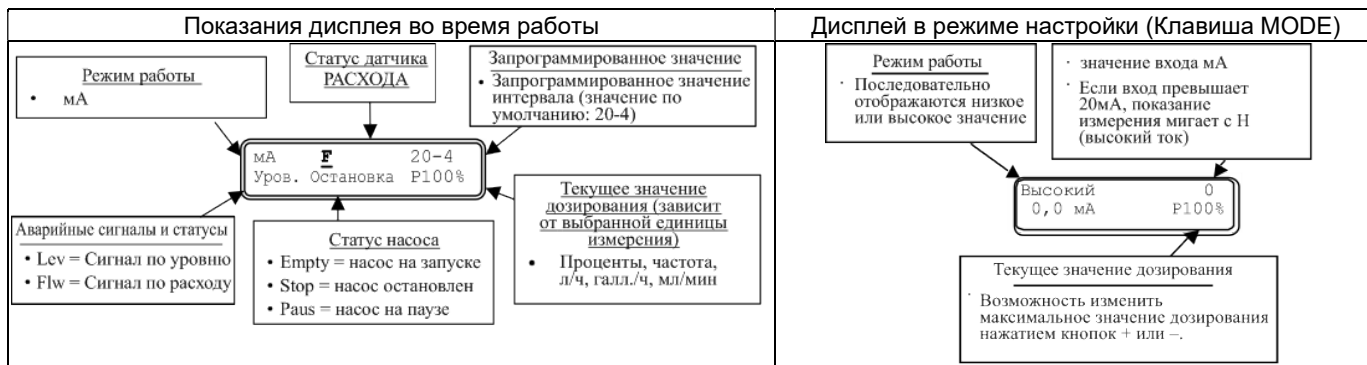 Показания дисплея во время работы
Режим работы
• мА
Статус датчика
РАСХОДА
Запрограммированное значение
• Запрограммированное значение
интервала (значение по
умолчанию: 20-4)
мА F 20-4
Уров. Остановка P100%
Аварийные сигналы и статусы
• Lev = Сигнал по уровню
• Flw = Сигнал по расходу
Статус насоса
• Empty = насос на запуске
• Stop = насос остановлен
• Paus = насос на паузе
Текущее значение
дозирования (зависит
от выбранной единицы
измерения)
• Проценты, частота,
л/ч, галл./ч, мл/мин
Дисплей в режиме настройки (Клавиша MODE)
Режим работы
· Последовательно
отображаются низкое
или высокое значение
· значение входа мА
· Если вход превышает
20мА, показание
измерения мигает с Н
(высокий ток)
Высокий 0
0,0 мА P100%
Текущее значение дозирования
· Возможность изменить
максимальное значение дозирования
нажатием кнопок + или –.